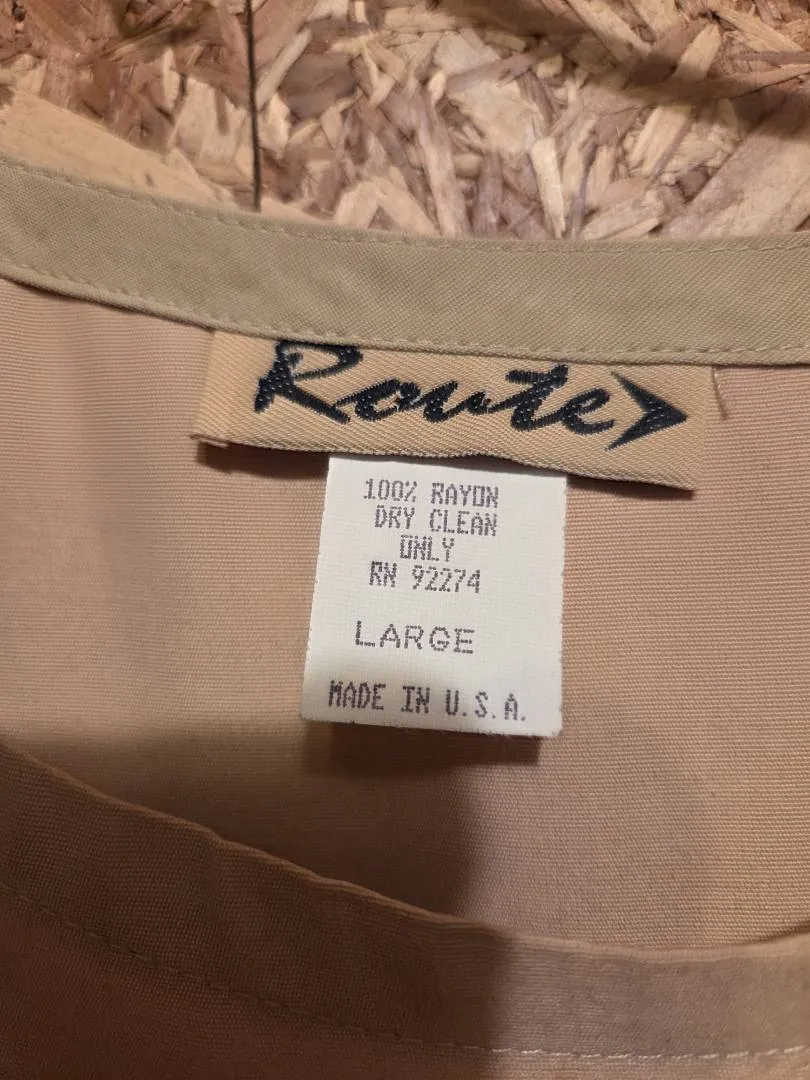 Route
100% RAYON
DRY CLEAN
ONLY
RN 92274
LARGE
MADE IN U.S.A.